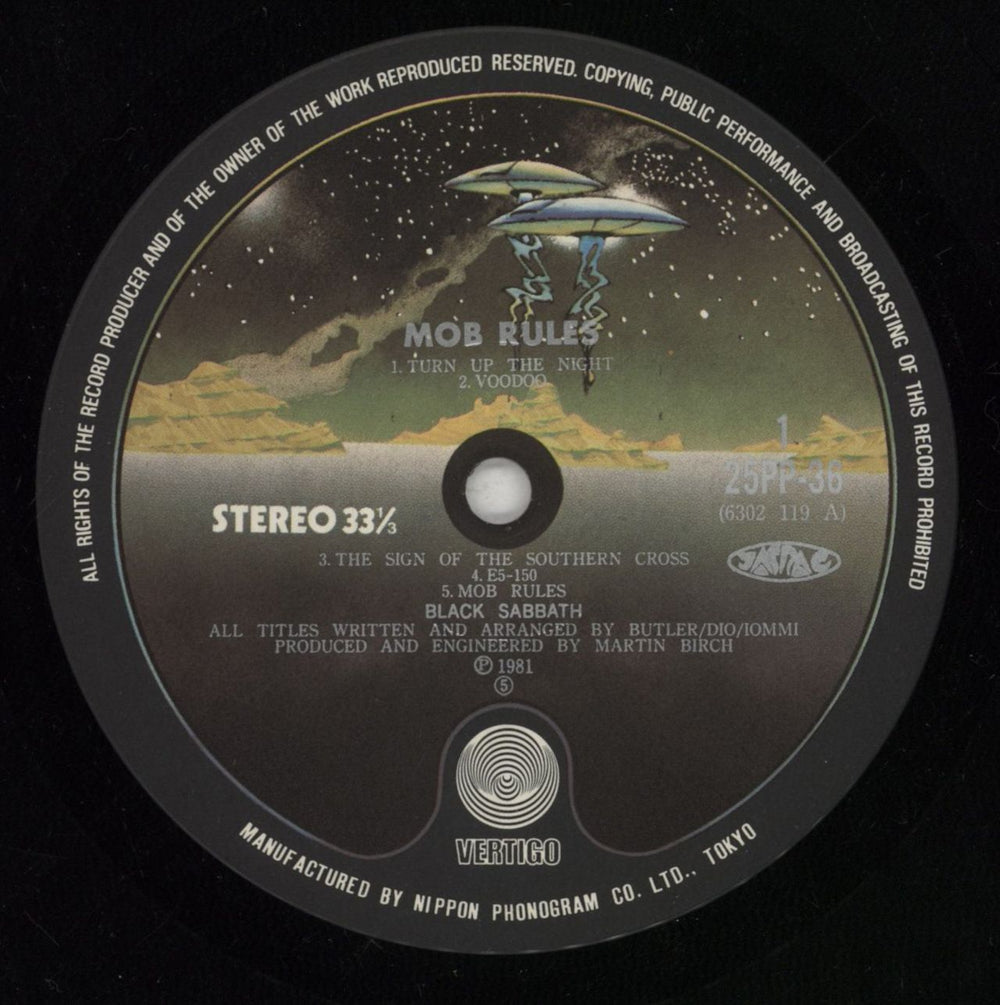 ALL RIGHTS OF THE RECORD PRODUCER AND OF THE OWNER OF THE WORK REPRODUCED RESERVED. COPYING, PUBLIC PERFORMANCE AND BROADCASTING OF THIS RECORD PROHIBITED
MOB RULES
1. TURN UP THE NIGHT
2. VOODOO
1
25PP-36
(6302 119 A)
JASRAC
STEREO 33⅓
3. THE SIGN OF THE SOUTHERN CROSS
4. E5-150
5. MOB RULES
BLACK SABBATH
ALL TITLES WRITTEN AND ARRANGED BY BUTLER/DIO/IOMMI
PRODUCED AND ENGINEERED BY MARTIN BIRCH
℗ 1981
⑤
VERTIGO
MANUFACTURED BY NIPPON PHONOGRAM CO. LTD., TOKYO